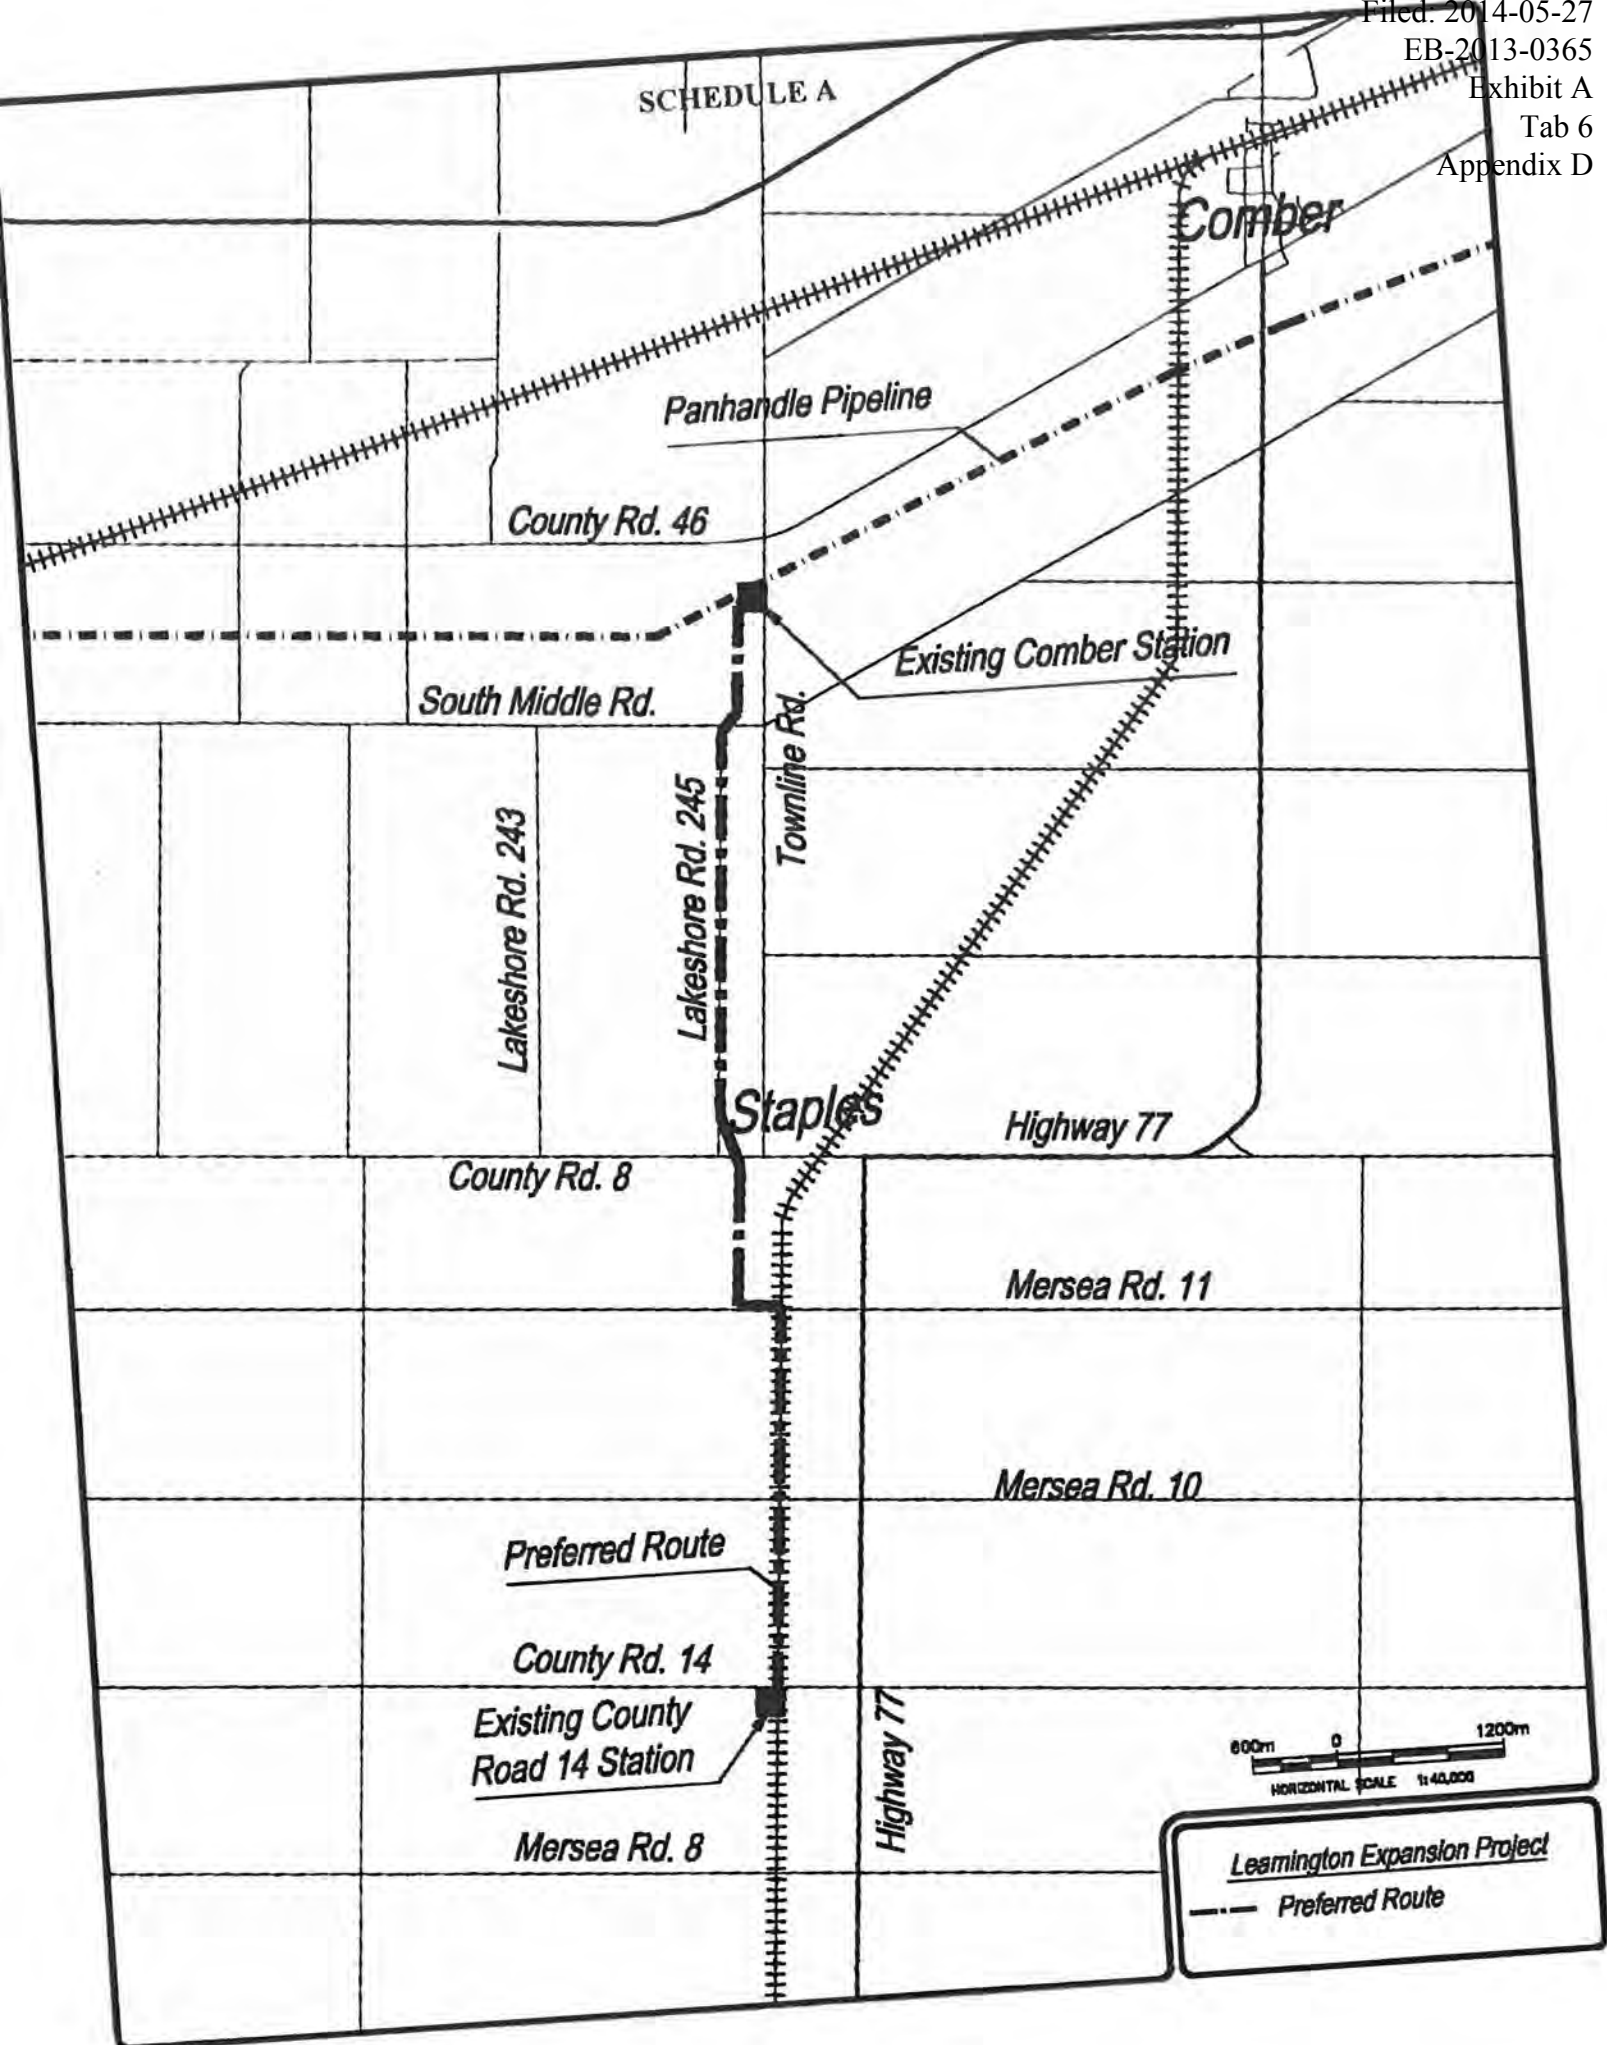 Filed: 2014-05-27
EB-2013-0365
Exhibit A
Tab 6
Appendix D
SCHEDULE A
Comber
Panhandle Pipeline
County Rd. 46
Existing Comber Station
South Middle Rd.
Townline Rd.
Lakeshore Rd. 245
Lakeshore Rd. 243
Staples
Highway 77
County Rd. 8
Mersea Rd. 11
Mersea Rd. 10
Preferred Route
County Rd. 14
Existing County
Road 14 Station
Highway 77
Mersea Rd. 8
600m 0 1200m
HORIZONTAL SCALE 1:40,000
Leamington Expansion Project
Preferred Route